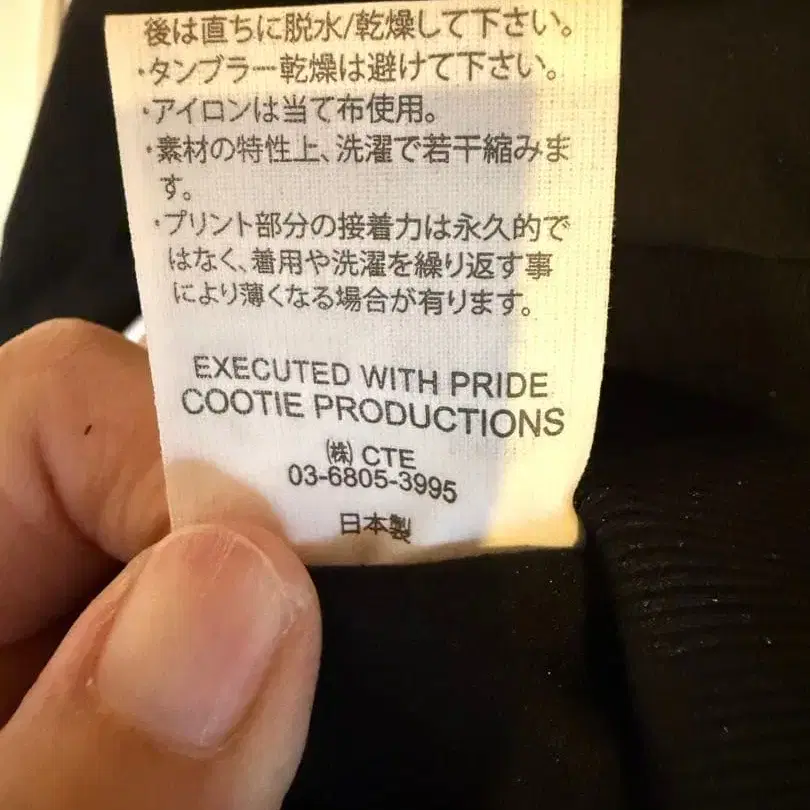 後は直ちに脱水/乾燥して下さい。
・タンブラー乾燥は避けて下さい。
・アイロンは当て布使用。
・素材の特性上、洗濯で若干縮みま
す。
・プリント部分の接着力は永久的で
はなく、着用や洗濯を繰り返す事
により薄くなる場合が有ります。
EXECUTED WITH PRIDE
COOTIE PRODUCTIONS
㈱ CTE
03-6805-3995
日本製